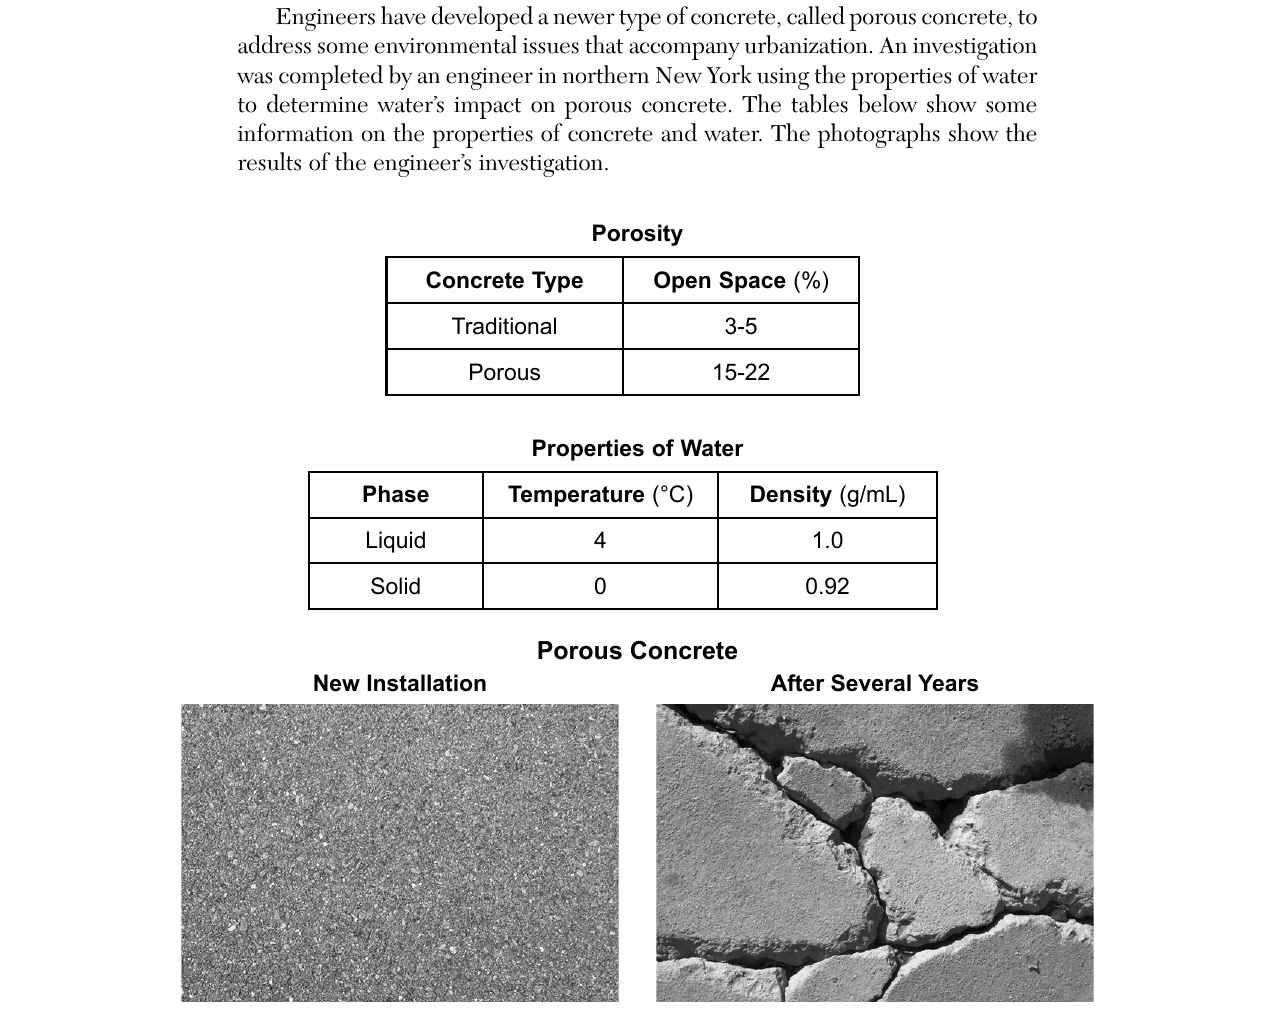 Engineers have developed a newer type of concrete, called porous concrete, to
address some environmental issues that accompany urbanization. An investigation
was completed by an engineer in northern New York using the properties of water
to determine water's impact on porous concrete. The tables below show some
information on the properties of concrete and water. The photographs show the
results of the engineer's investigation.
Porosity
Concrete Type Open Space (%)
Traditional 3-5
Porous 15-22
Properties of Water
Phase Temperature (°C) Density (g/mL)
Liquid 4 1.0
Solid 0 0.92
Porous Concrete
New Installation After Several Years